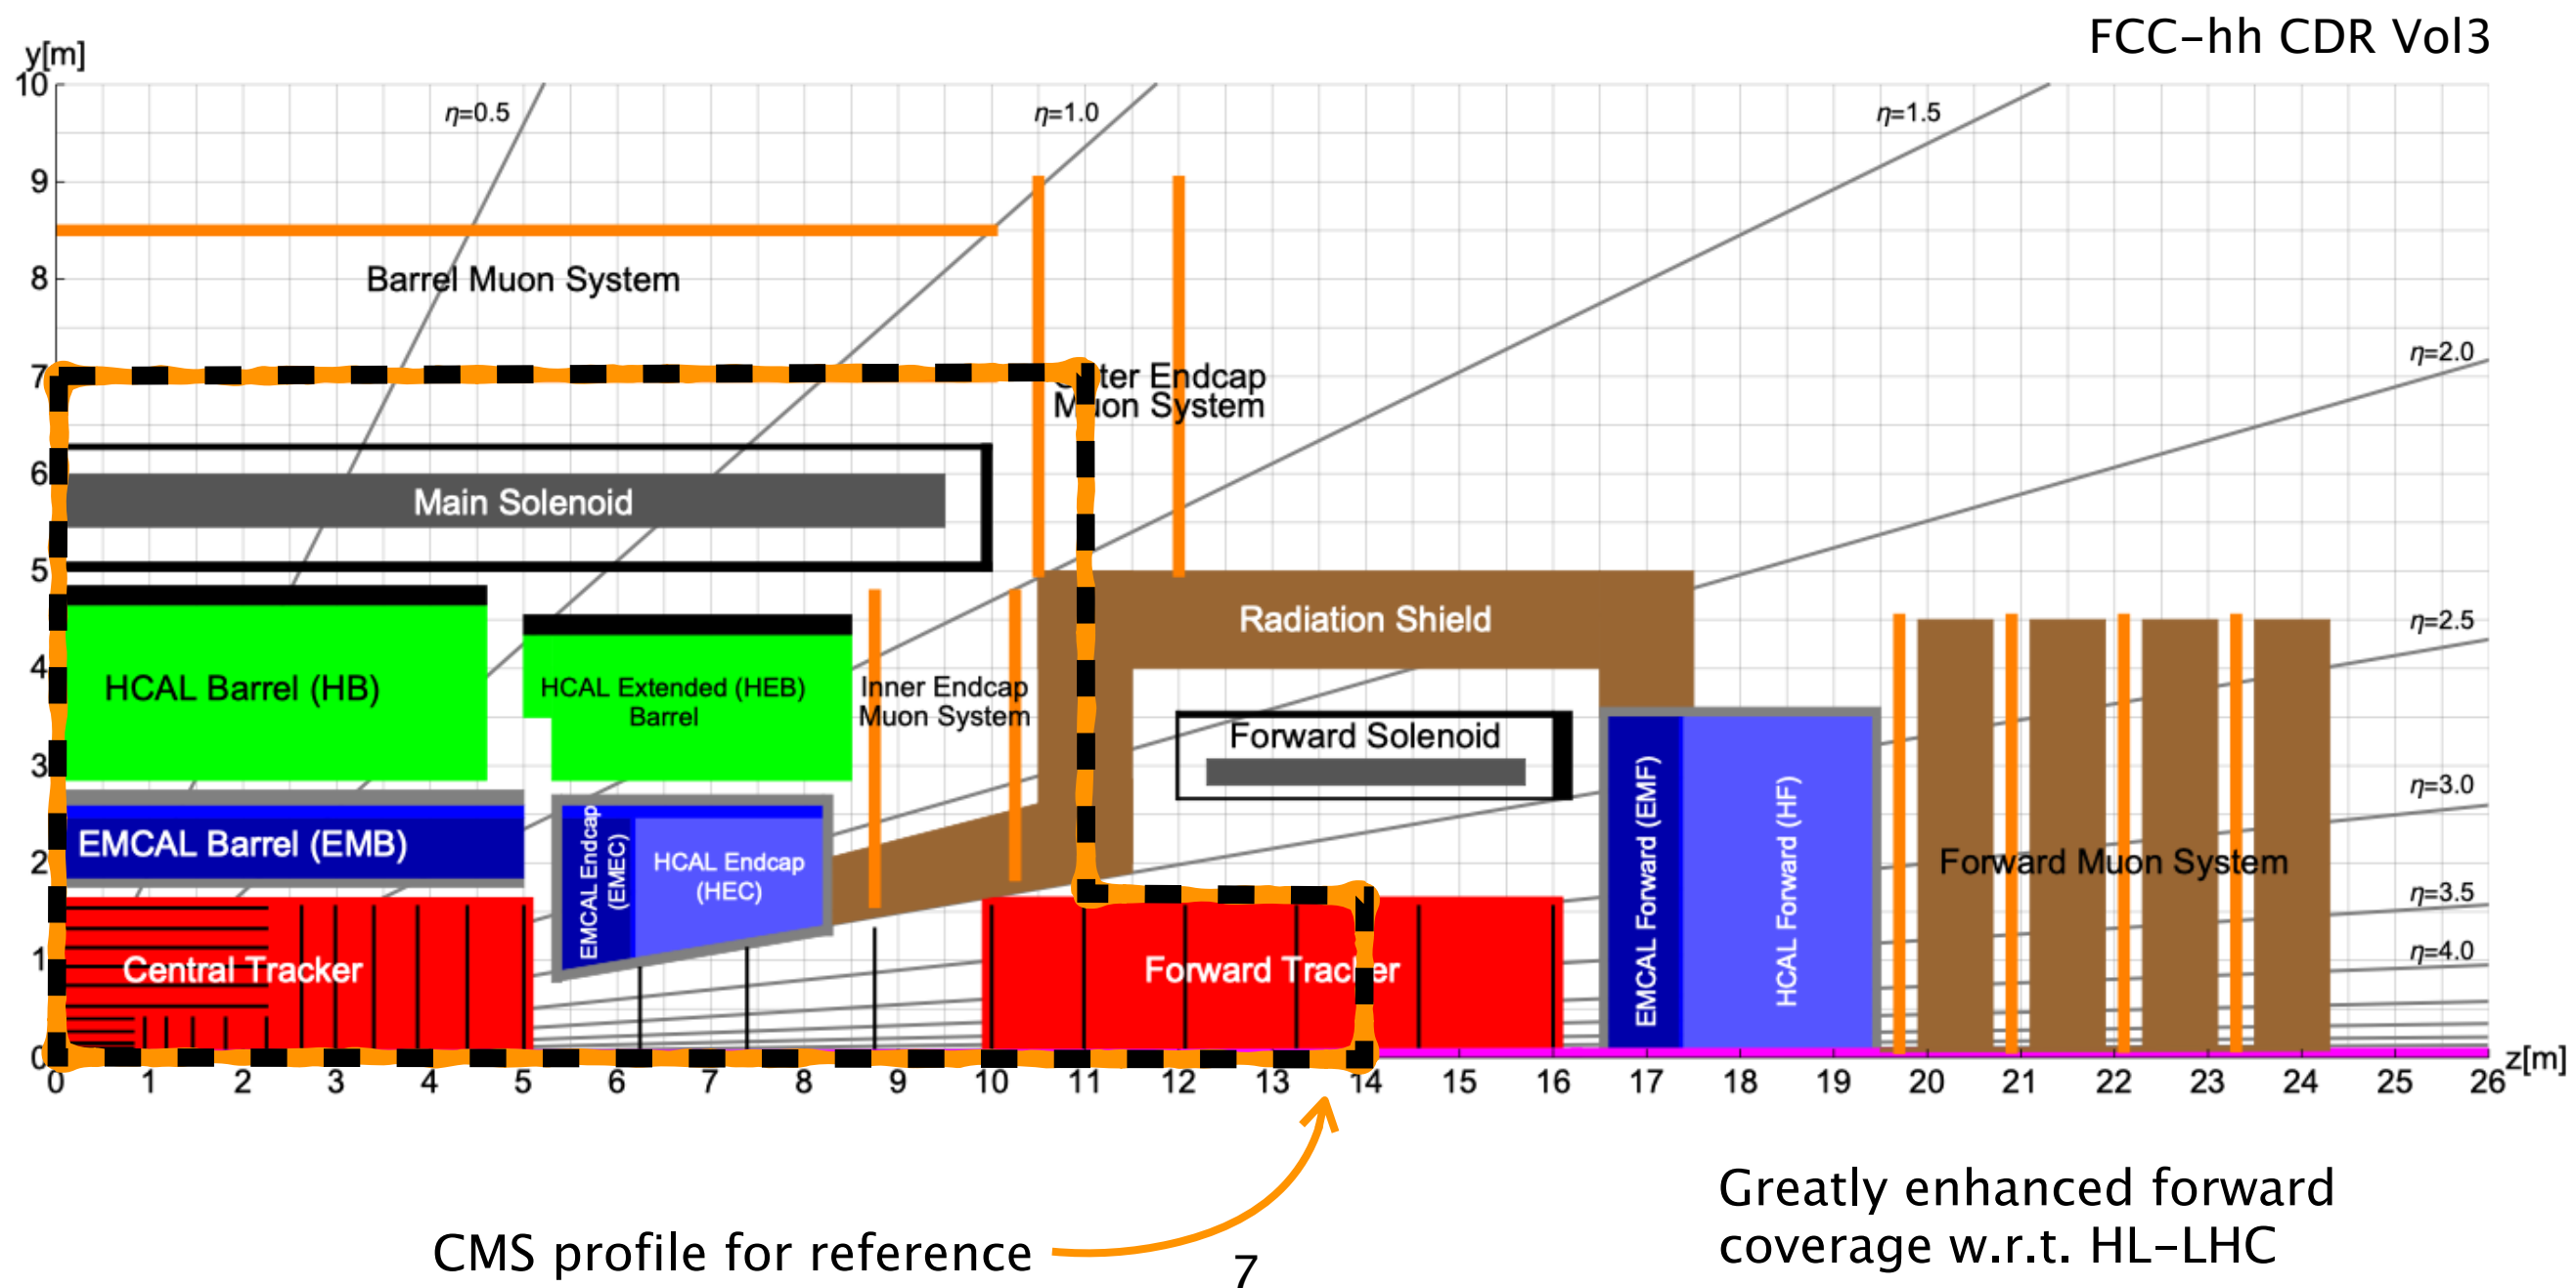 FCC-hh CDR Vol3
y[m]
10
η=0.5
η=1.0
η=1.5
9
Barrel Muon System
8
η=2.0
7
Outer Endcap
Muon System
6
Main Solenoid
5
Radiation Shield
η=2.5
4
HCAL Barrel (HB)
HCAL Extended (HEB)
Barrel
Inner Endcap
Muon System
Forward Solenoid
3
η=3.0
EMCAL Barrel (EMB)
EMCAL Endcap
(EMEC)
HCAL Endcap
(HEC)
EMCAL Forward (EMF)
HCAL Forward (HF)
2
Forward Muon System
η=3.5
1
Central Tracker
Forward Tracker
η=4.0
0
0 1 2 3 4 5 6 7 8 9 10 11 12 13 14 15 16 17 18 19 20 21 22 23 24 25 26
z[m]
CMS profile for reference
7
Greatly enhanced forward
coverage w.r.t. HL-LHC